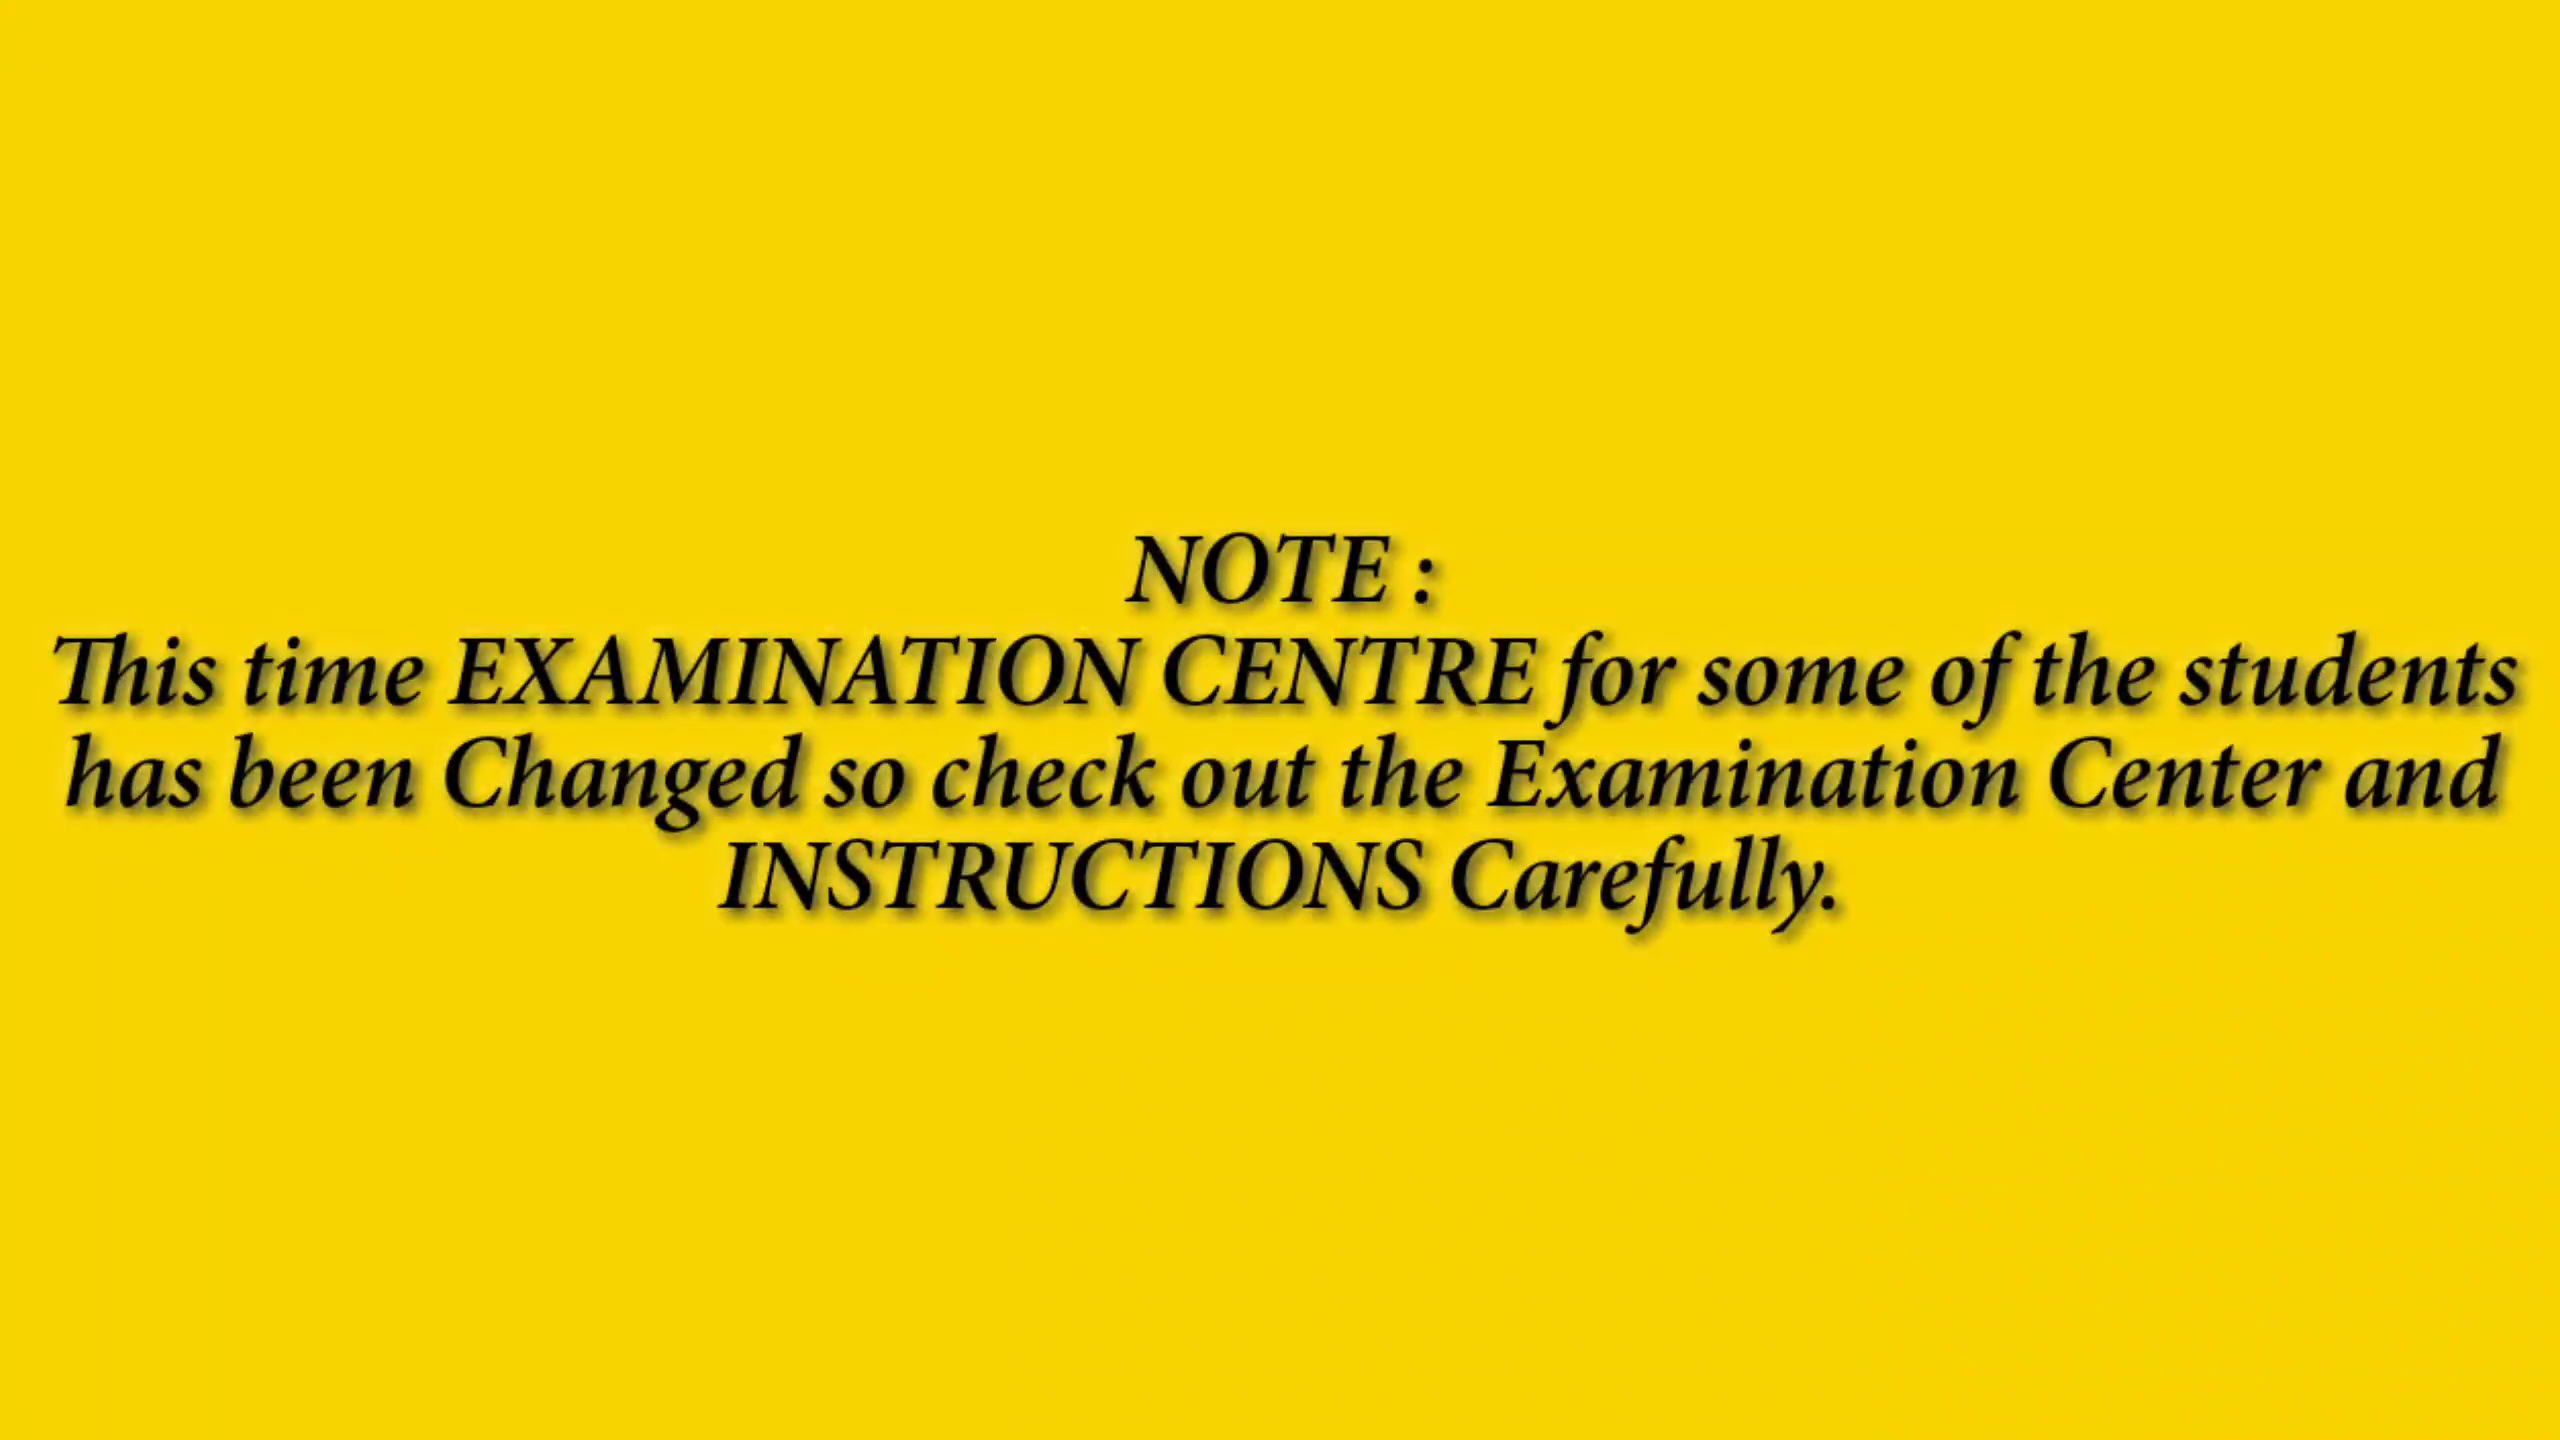 NOTE :
This time EXAMINATION CENTRE for some of the students
has been Changed so check out the Examination Center and
INSTRUCTIONS Carefully.